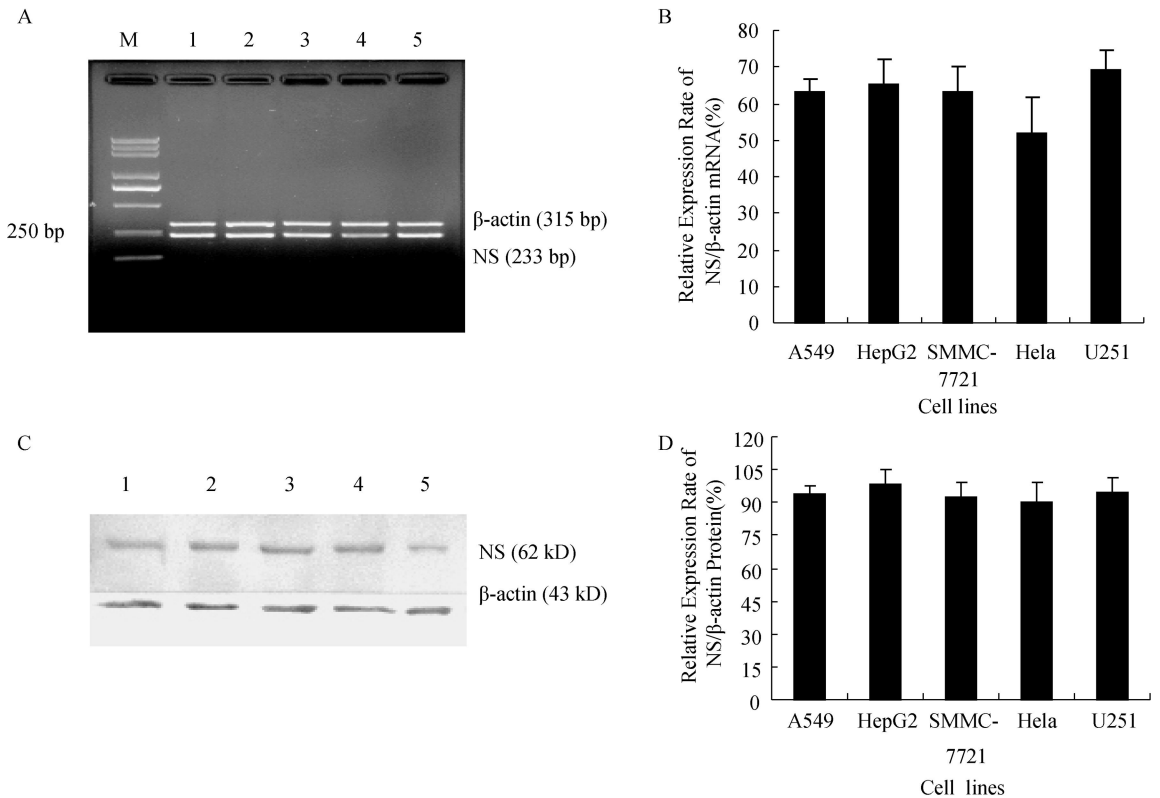 A
M 1 2 3 4 5
250 bp
β-actin (315 bp)
NS (233 bp)
B
Relative Expression Rate of
NS/β-actin mRNA(%)
80
70
60
50
40
30
20
10
0
A549 HepG2 SMMC- Hela U251
7721
Cell lines
C
1 2 3 4 5
NS (62 kD)
β-actin (43 kD)
D
Relative Expression Rate of
NS/β-actin Protein(%)
120
105
90
75
60
45
30
15
0
A549 HepG2 SMMC- Hela U251
7721
Cell lines